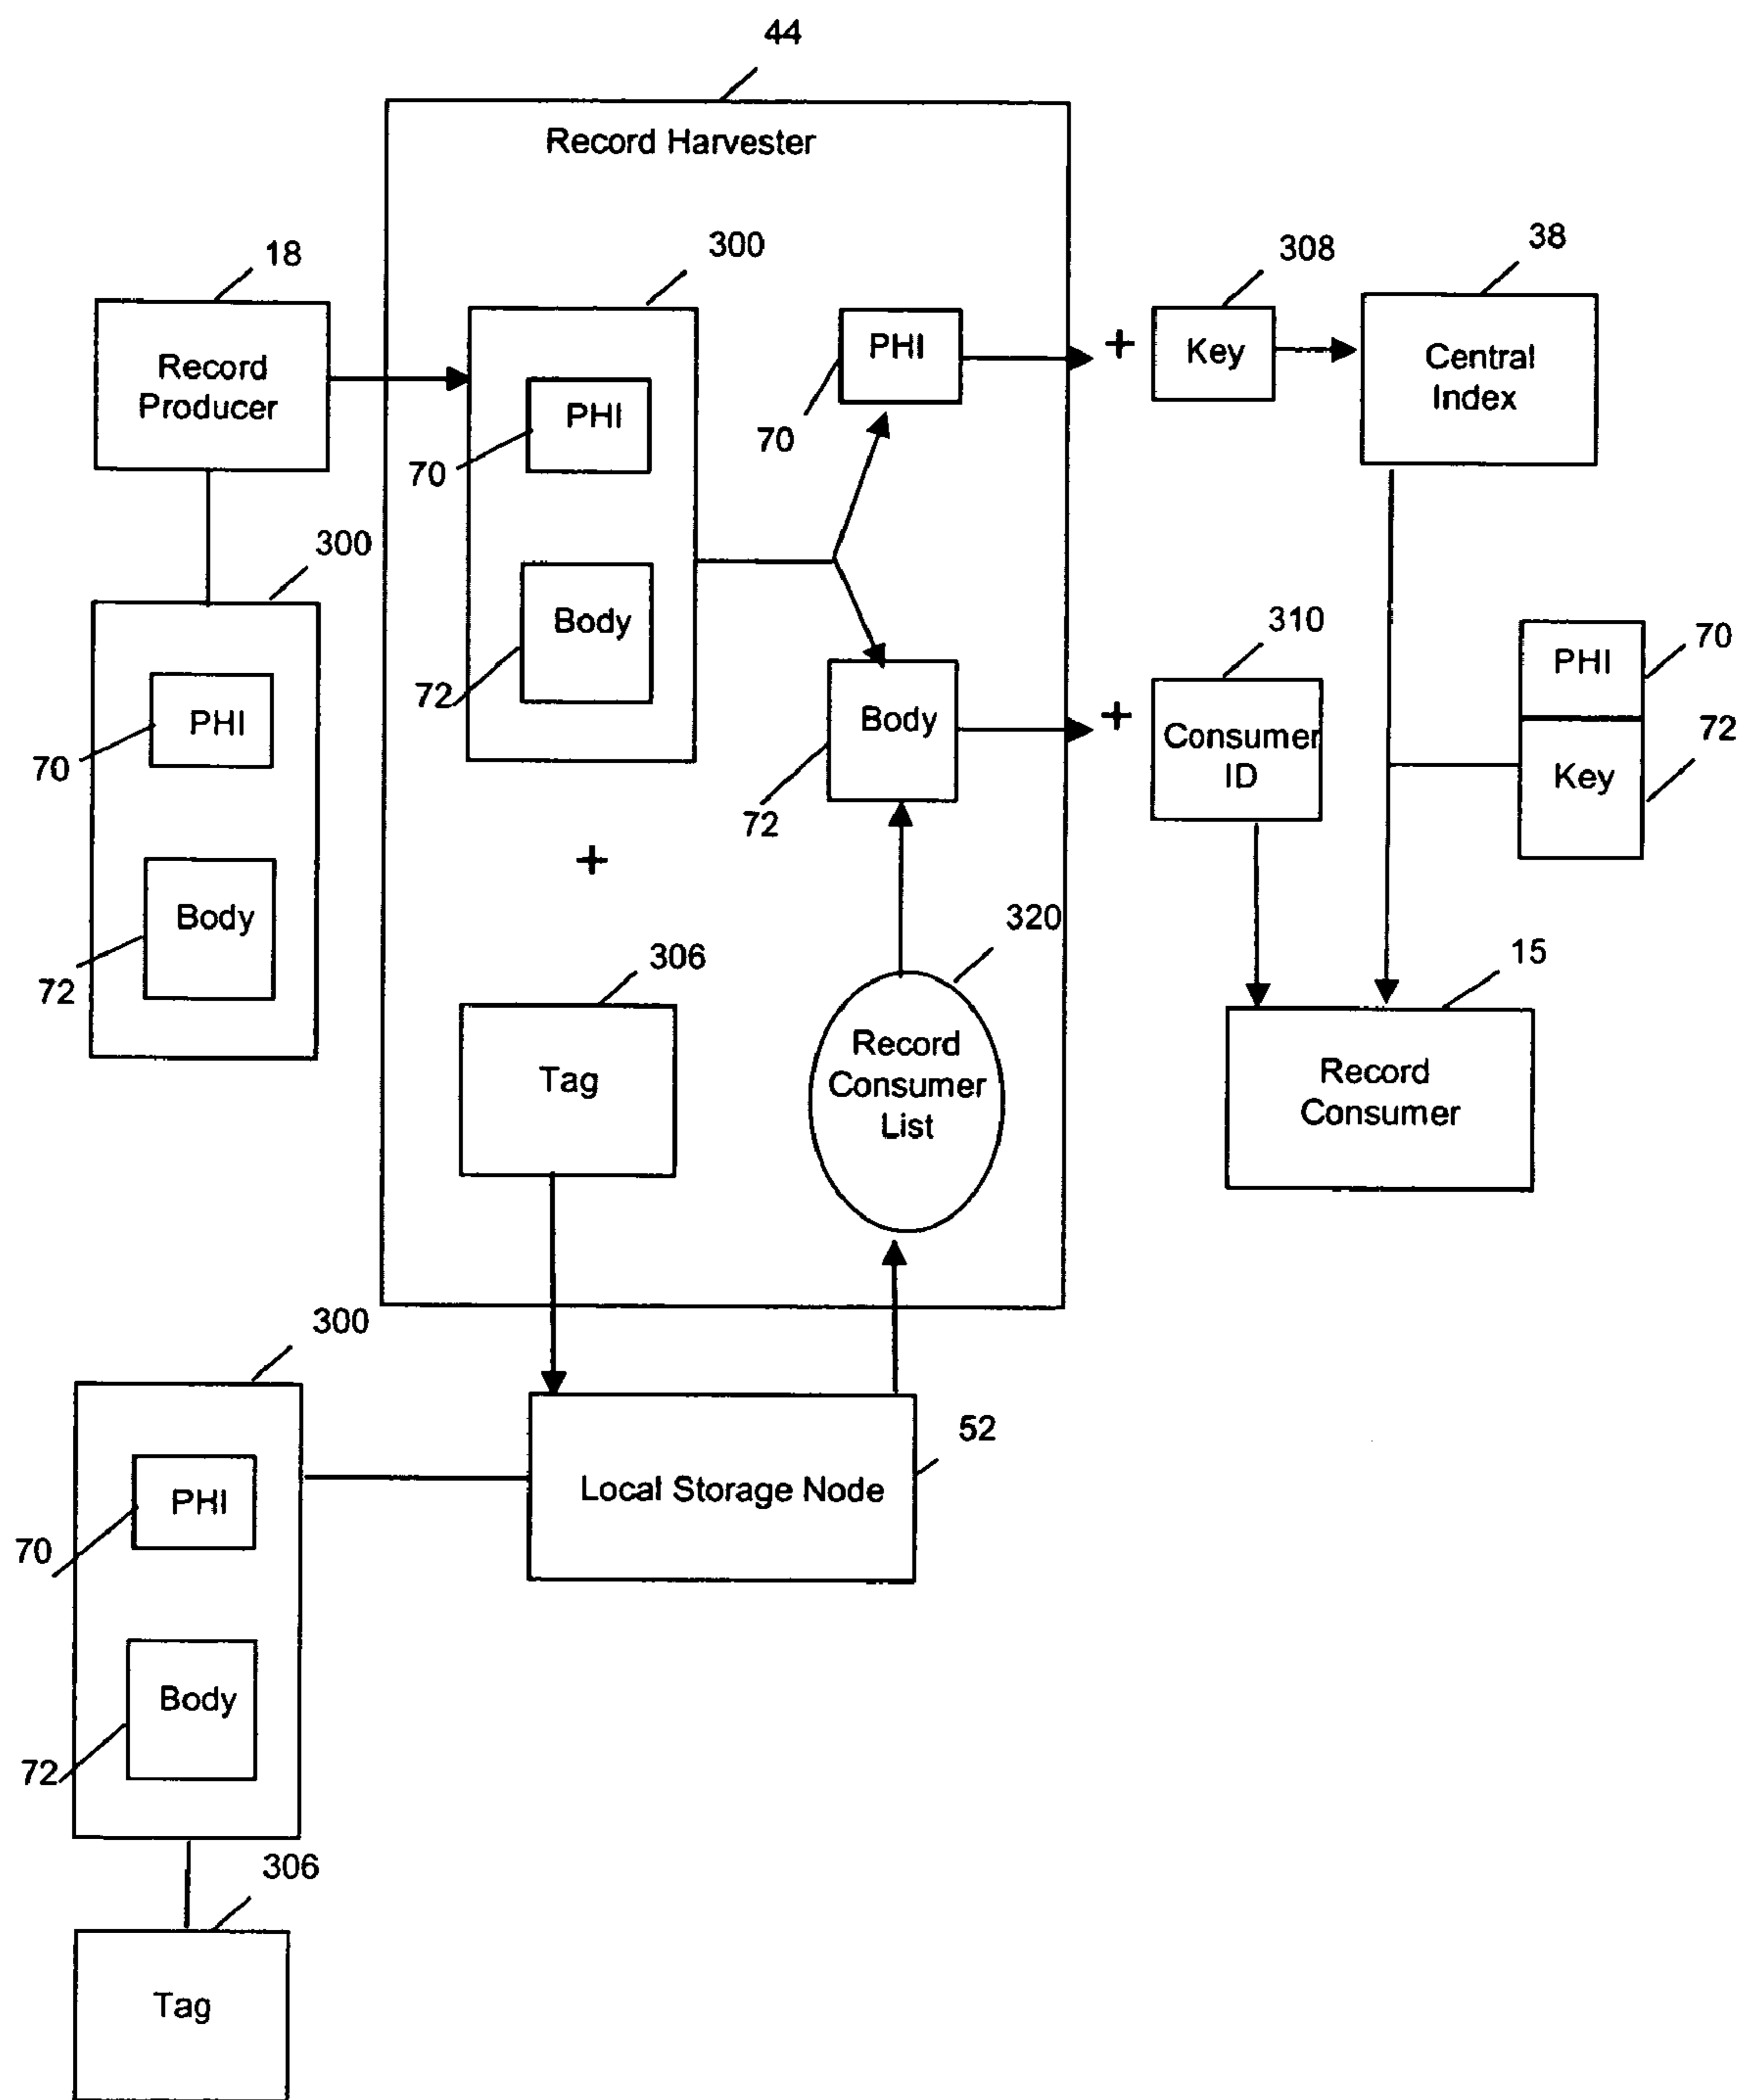 44
Record Harvester
18
300
308
38
Record
Producer
PHI
70
PHI
70
+
Key
Central
Index
300
Body
72
310
PHI
70
PHI
70
Body
72
+
Consumer
ID
Key
72
Body
72
+
306
320
15
Tag
Record
Consumer
List
Record
Consumer
300
52
PHI
70
Local Storage Node
Body
72
306
Tag